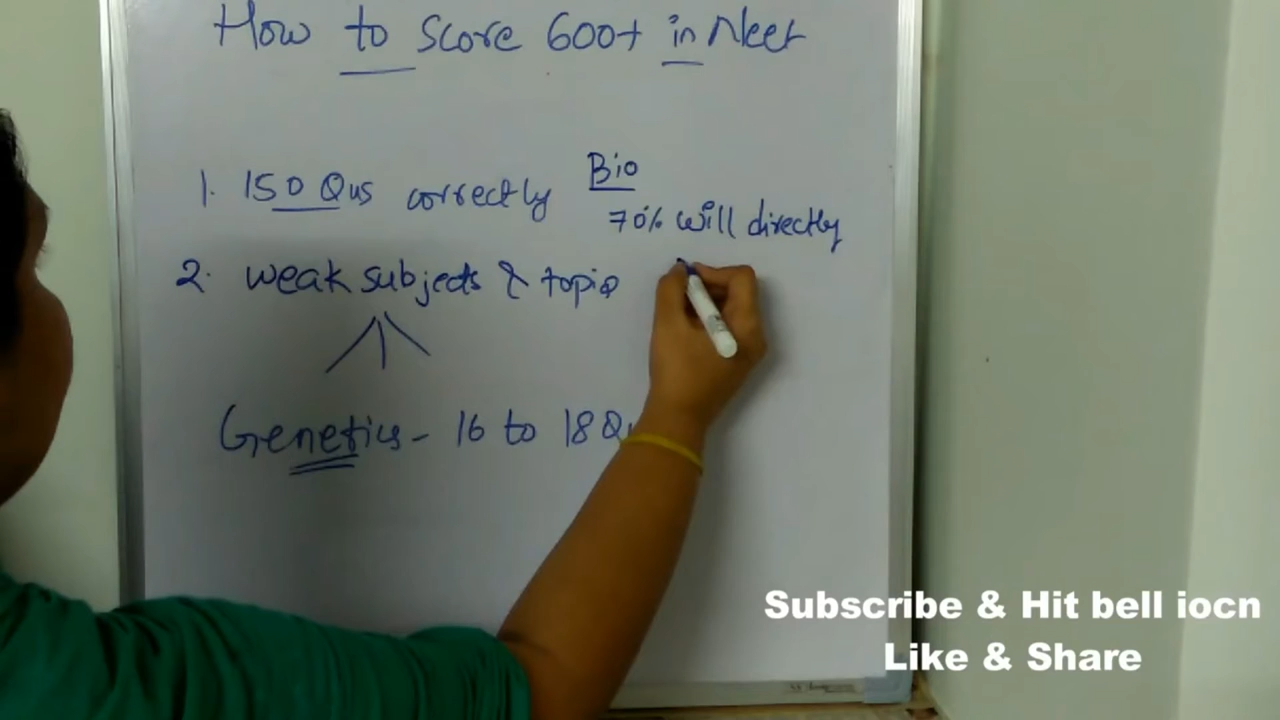 How to score 600+ in Neet
1. 150 Qus correctly
Bio
70% will directly
2. weak subjects & topic
Genetics - 16 to 18 Qu
Subscribe & Hit bell iocn
Like & Share